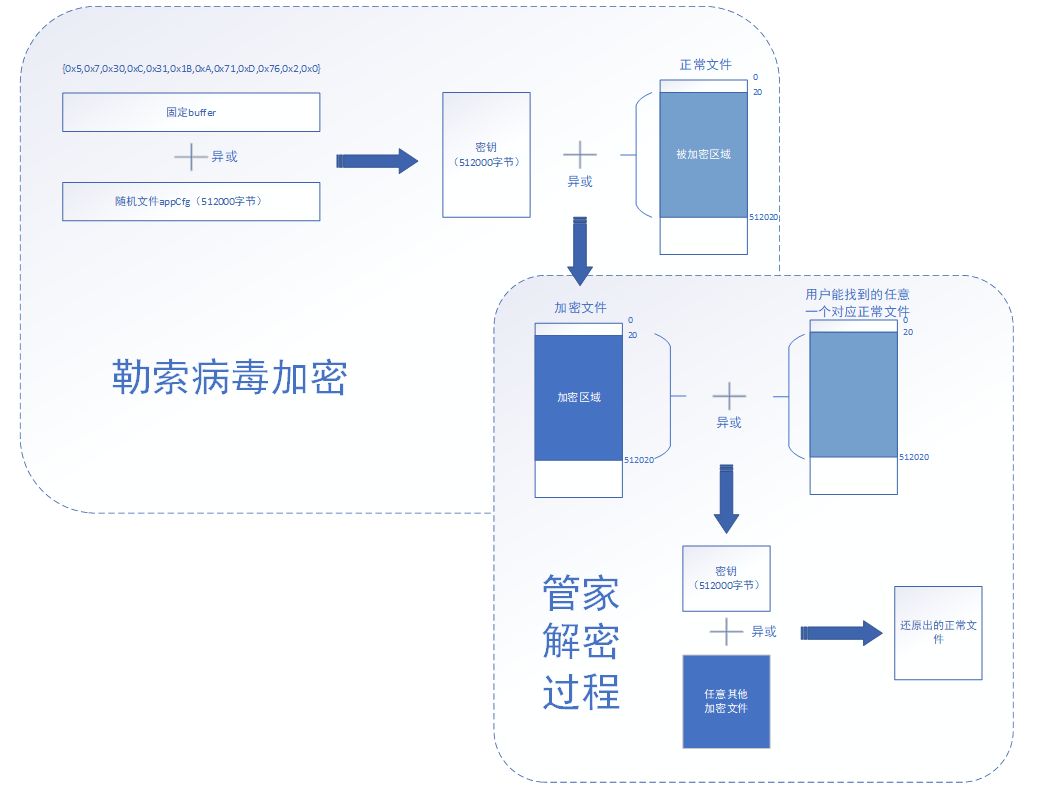 {0x5,0x7,0x30,0xC,0x31,0x1B,0xA,0x71,0xD,0x76,0x2,0x0}
固定buffer
异或
随机文件appCfg（512000字节）
密钥
（512000字节）
异或
正常文件
0
20
被加密区域
512020
勒索病毒加密
加密文件
0
20
加密区域
512020
异或
用户能找到的任意
一个对应正常文件
0
20
512020
管家
解密
过程
密钥
（512000字节）
异或
任意其他
加密文件
还原出的正常文
件